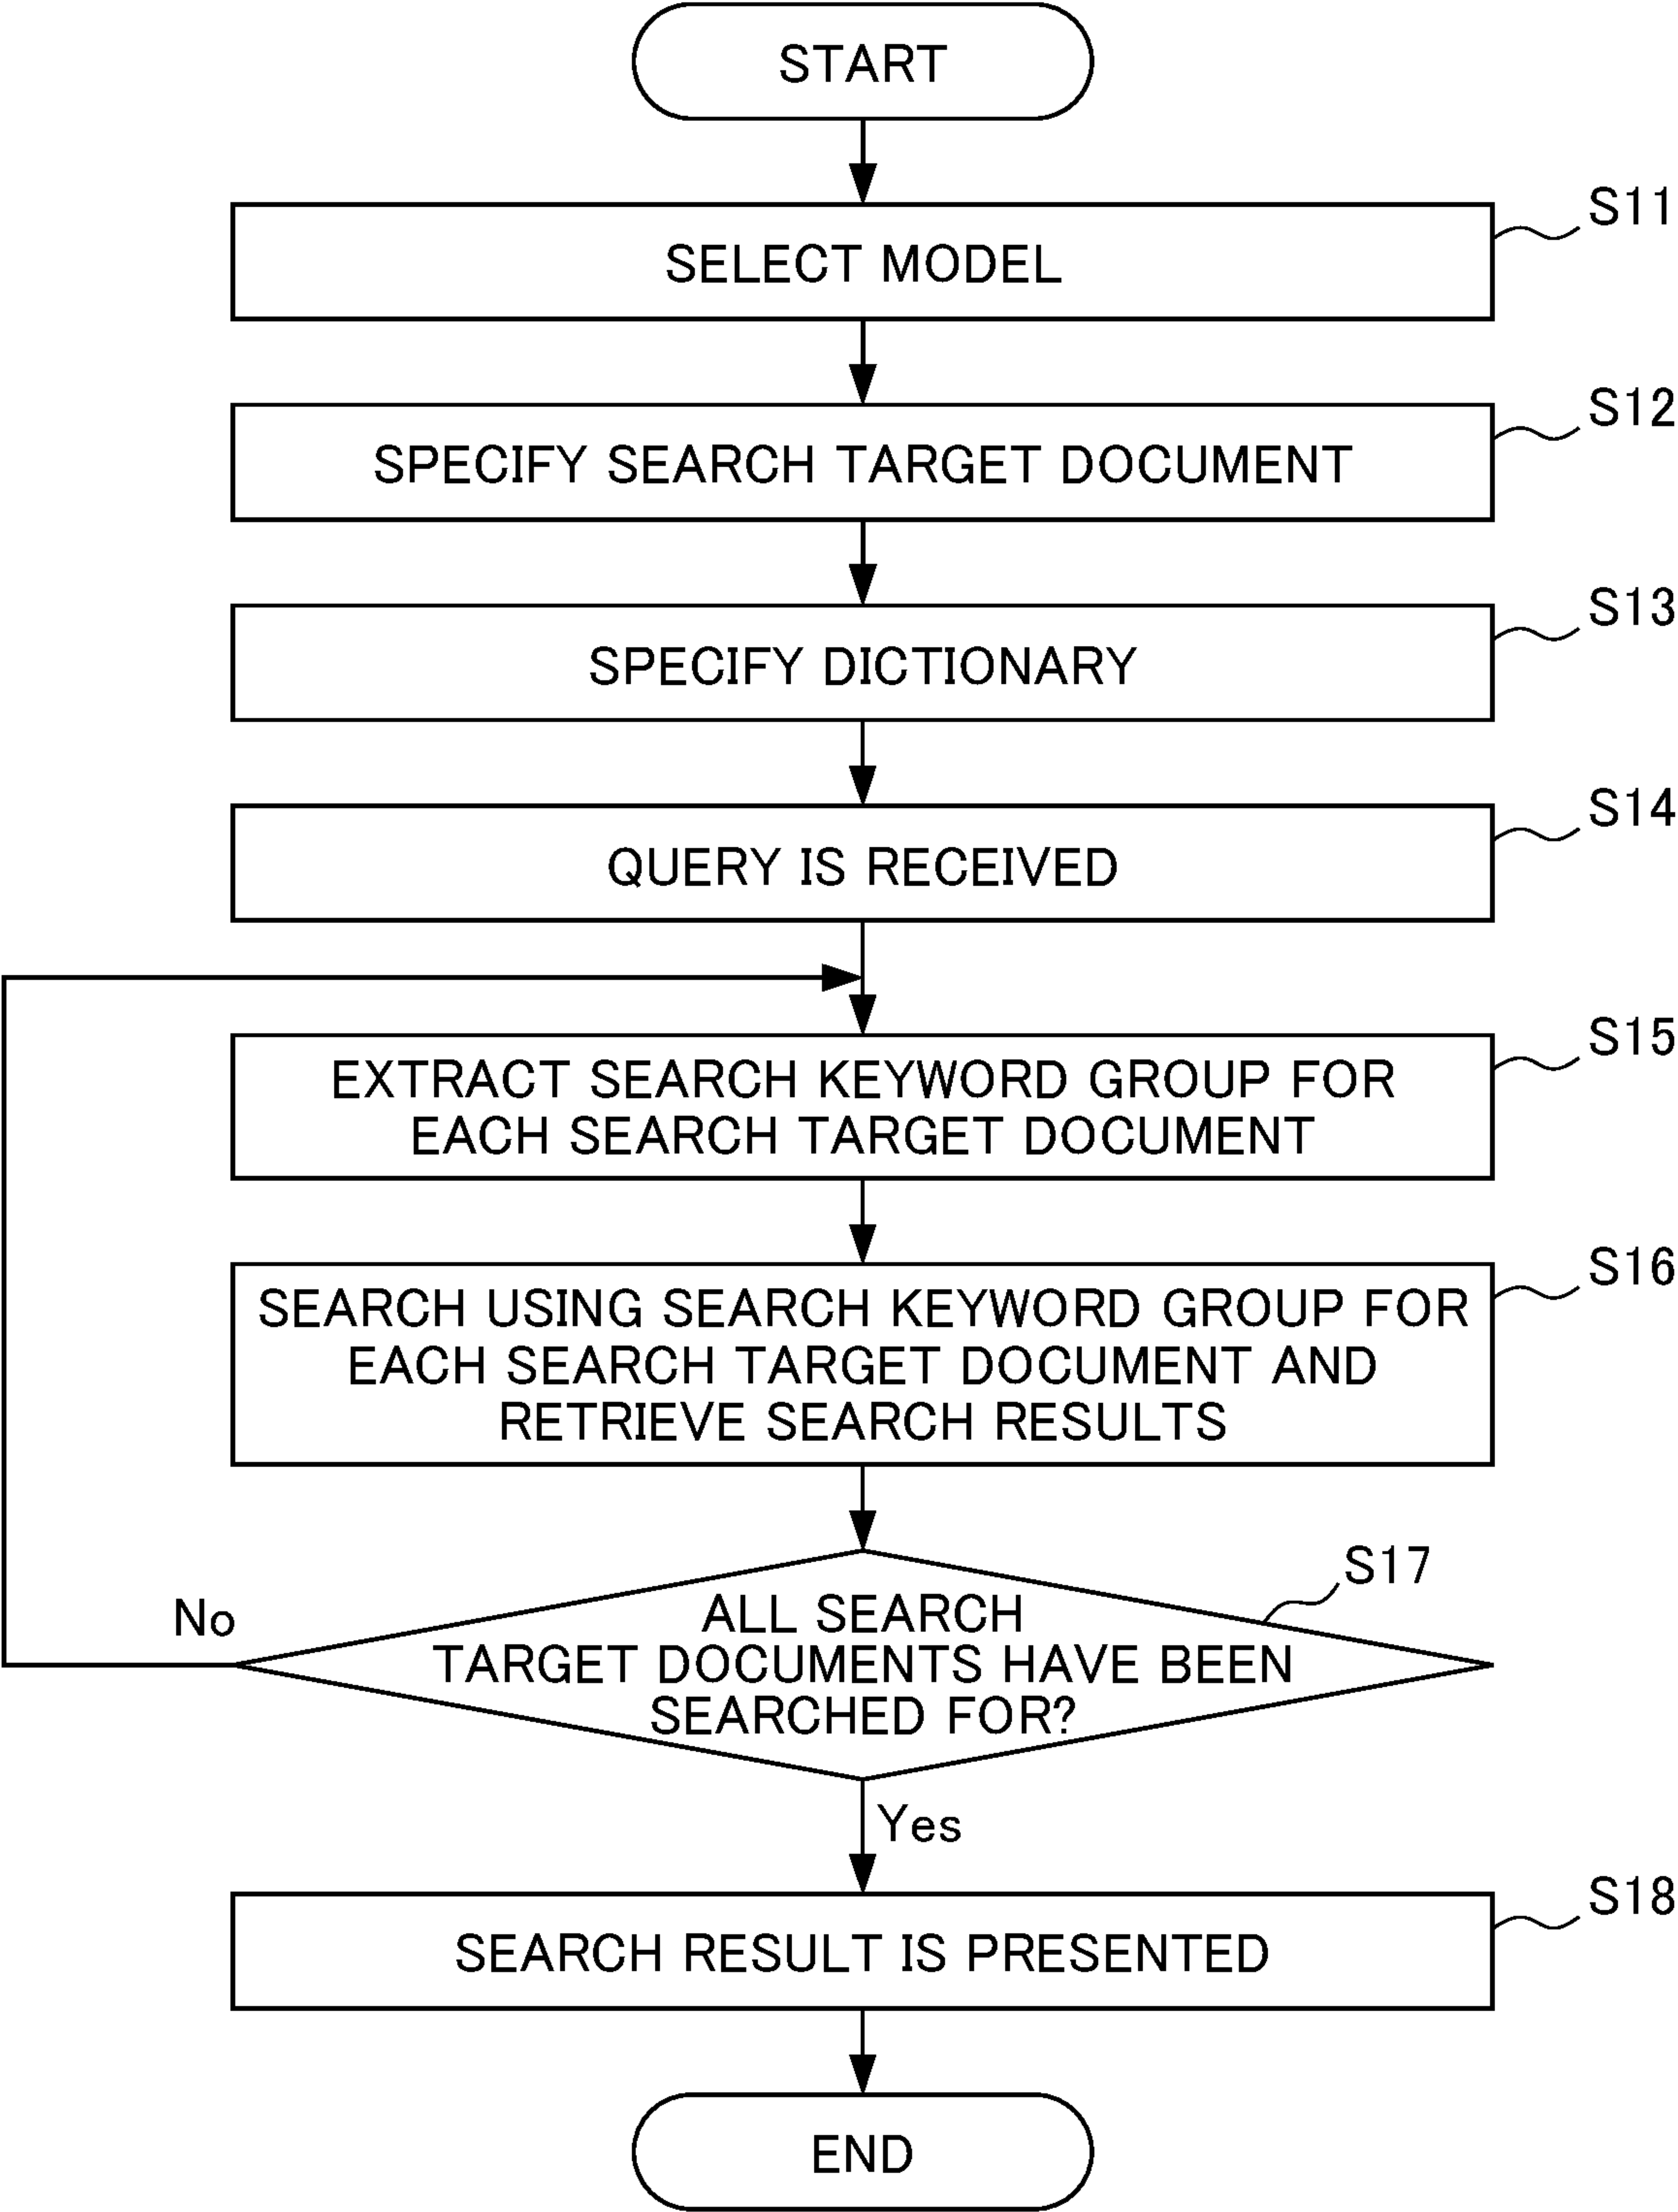 START
S11
SELECT MODEL
S12
SPECIFY SEARCH TARGET DOCUMENT
S13
SPECIFY DICTIONARY
S14
QUERY IS RECEIVED
S15
EXTRACT SEARCH KEYWORD GROUP FOR
EACH SEARCH TARGET DOCUMENT
S16
SEARCH USING SEARCH KEYWORD GROUP FOR
EACH SEARCH TARGET DOCUMENT AND
RETRIEVE SEARCH RESULTS
S17
No
ALL SEARCH
TARGET DOCUMENTS HAVE BEEN
SEARCHED FOR?
Yes
S18
SEARCH RESULT IS PRESENTED
END